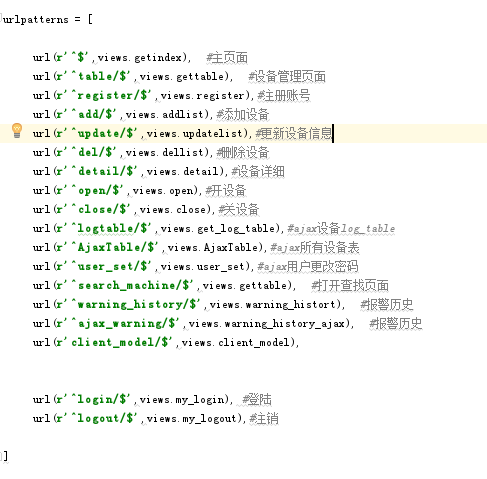 urlpatterns = [
url(r'^$',views.getindex), #主页面
url(r'^table/$',views.gettable), #设备管理页面
url(r'^register/$',views.register),#注册账号
url(r'^add/$',views.addlist),#添加设备
url(r'^update/$',views.updatelist),#更新设备信息
url(r'^del/$',views.dellist),#删除设备
url(r'^detail/$',views.detail),#设备详细
url(r'^open/$',views.open),#开设备
url(r'^close/$',views.close),#关设备
url(r'^logtable/$',views.get_log_table),#ajax设备log_table
url(r'^AjaxTable/$',views.AjaxTable),#ajax所有设备表
url(r'^user_set/$',views.user_set),#ajax用户更改密码
url(r'^search_machine/$',views.gettable), #打开查找页面
url(r'^warning_history/$',views.warning_histort), #报警历史
url(r'^ajax_warning/$',views.warning_history_ajax), #报警历史
url(r'client_model/$',views.client_model),
url(r'^login/$',views.my_login), #登陆
url(r'^logout/$',views.my_logout),#主销
]